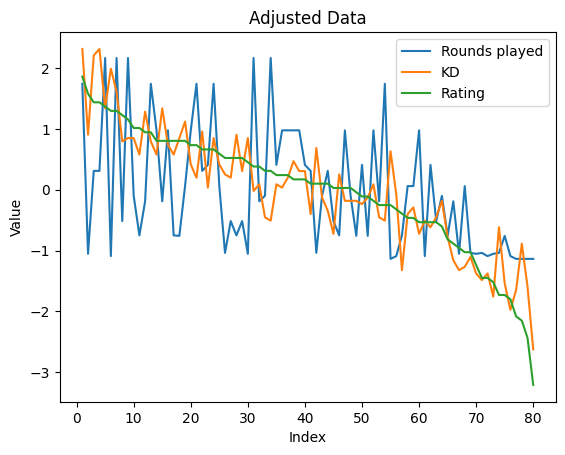 Adjusted Data
Rounds played
KD
Rating
Value
2
1
0
−1
−2
−3
0 10 20 30 40 50 60 70 80
Index